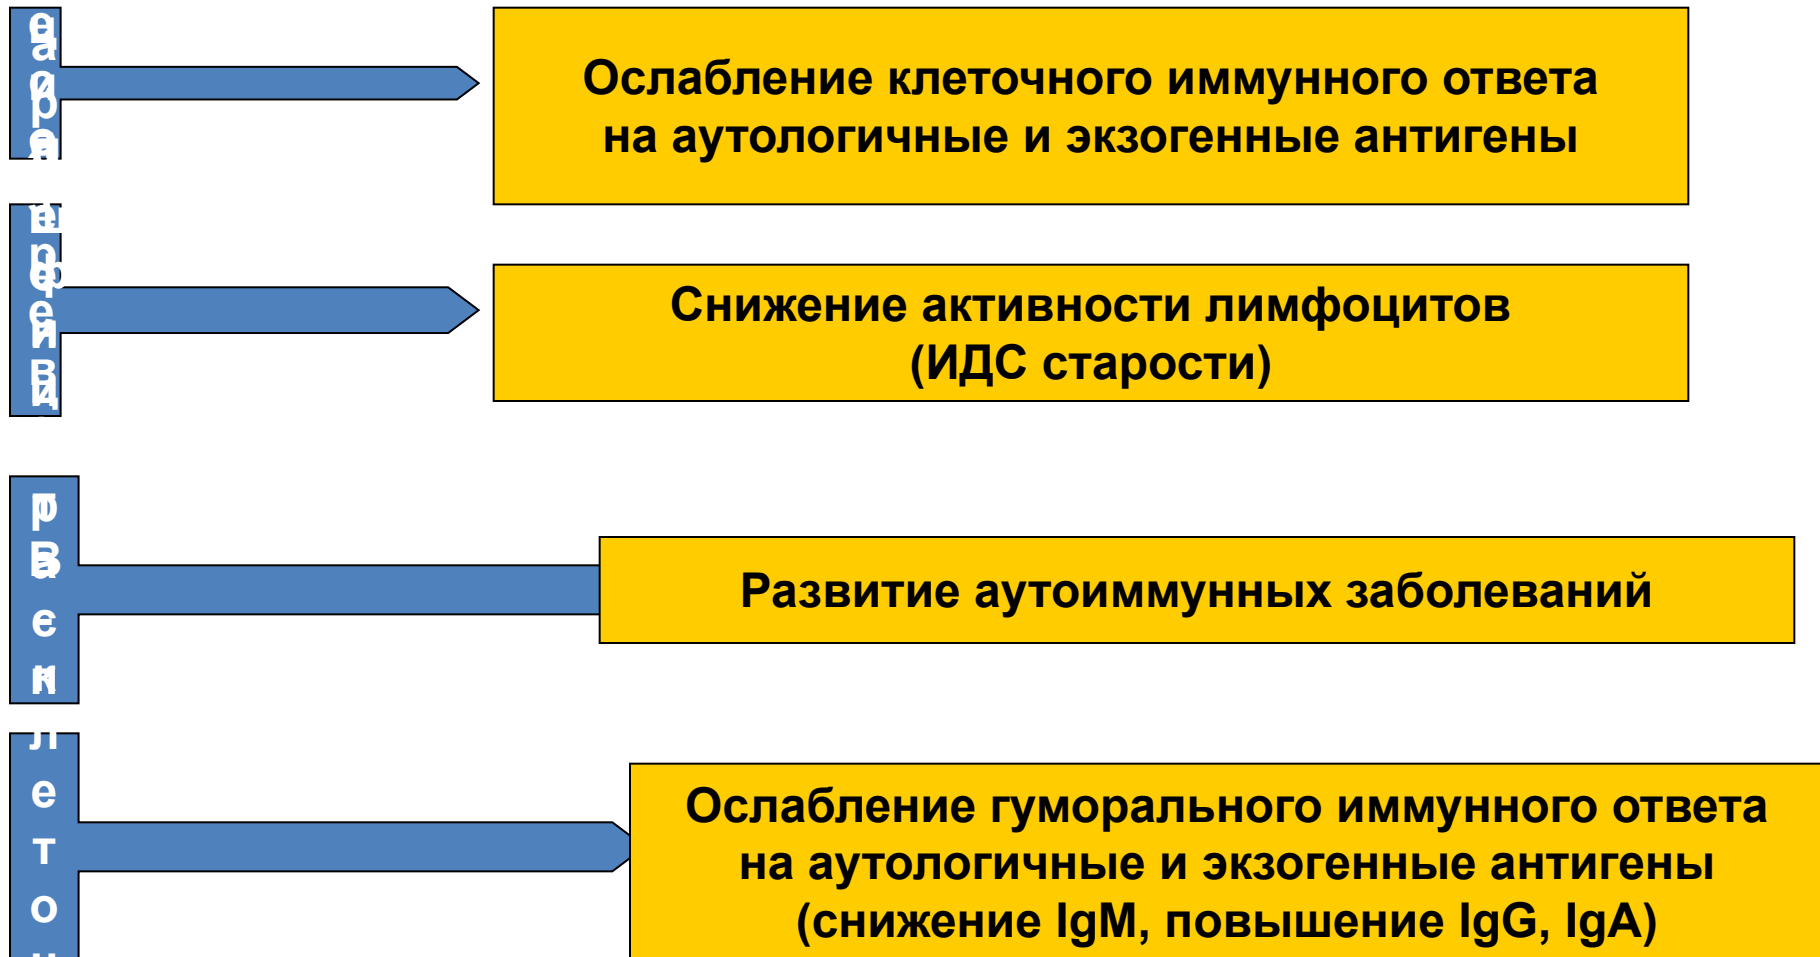 Ослабление клеточного иммунного ответа
на аутологичные и экзогенные антигены
Снижение активности лимфоцитов
(ИДС старости)
Развитие аутоиммунных заболеваний
Ослабление гуморального иммунного ответа
на аутологичные и экзогенные антигены
(снижение IgM, повышение IgG, IgA)